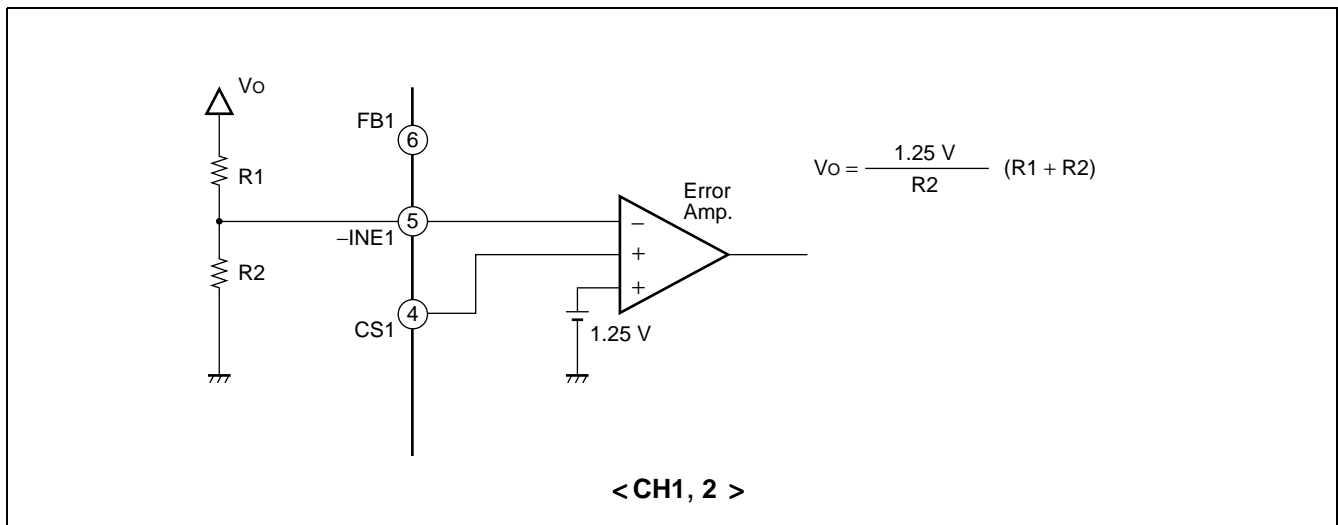 Vo
FB1
6
R1
Vo = 1.25 V / R2 (R1 + R2)
Error
Amp.
5
–
–INE1
+
R2
+
4
CS1
1.25 V
< CH1, 2 >